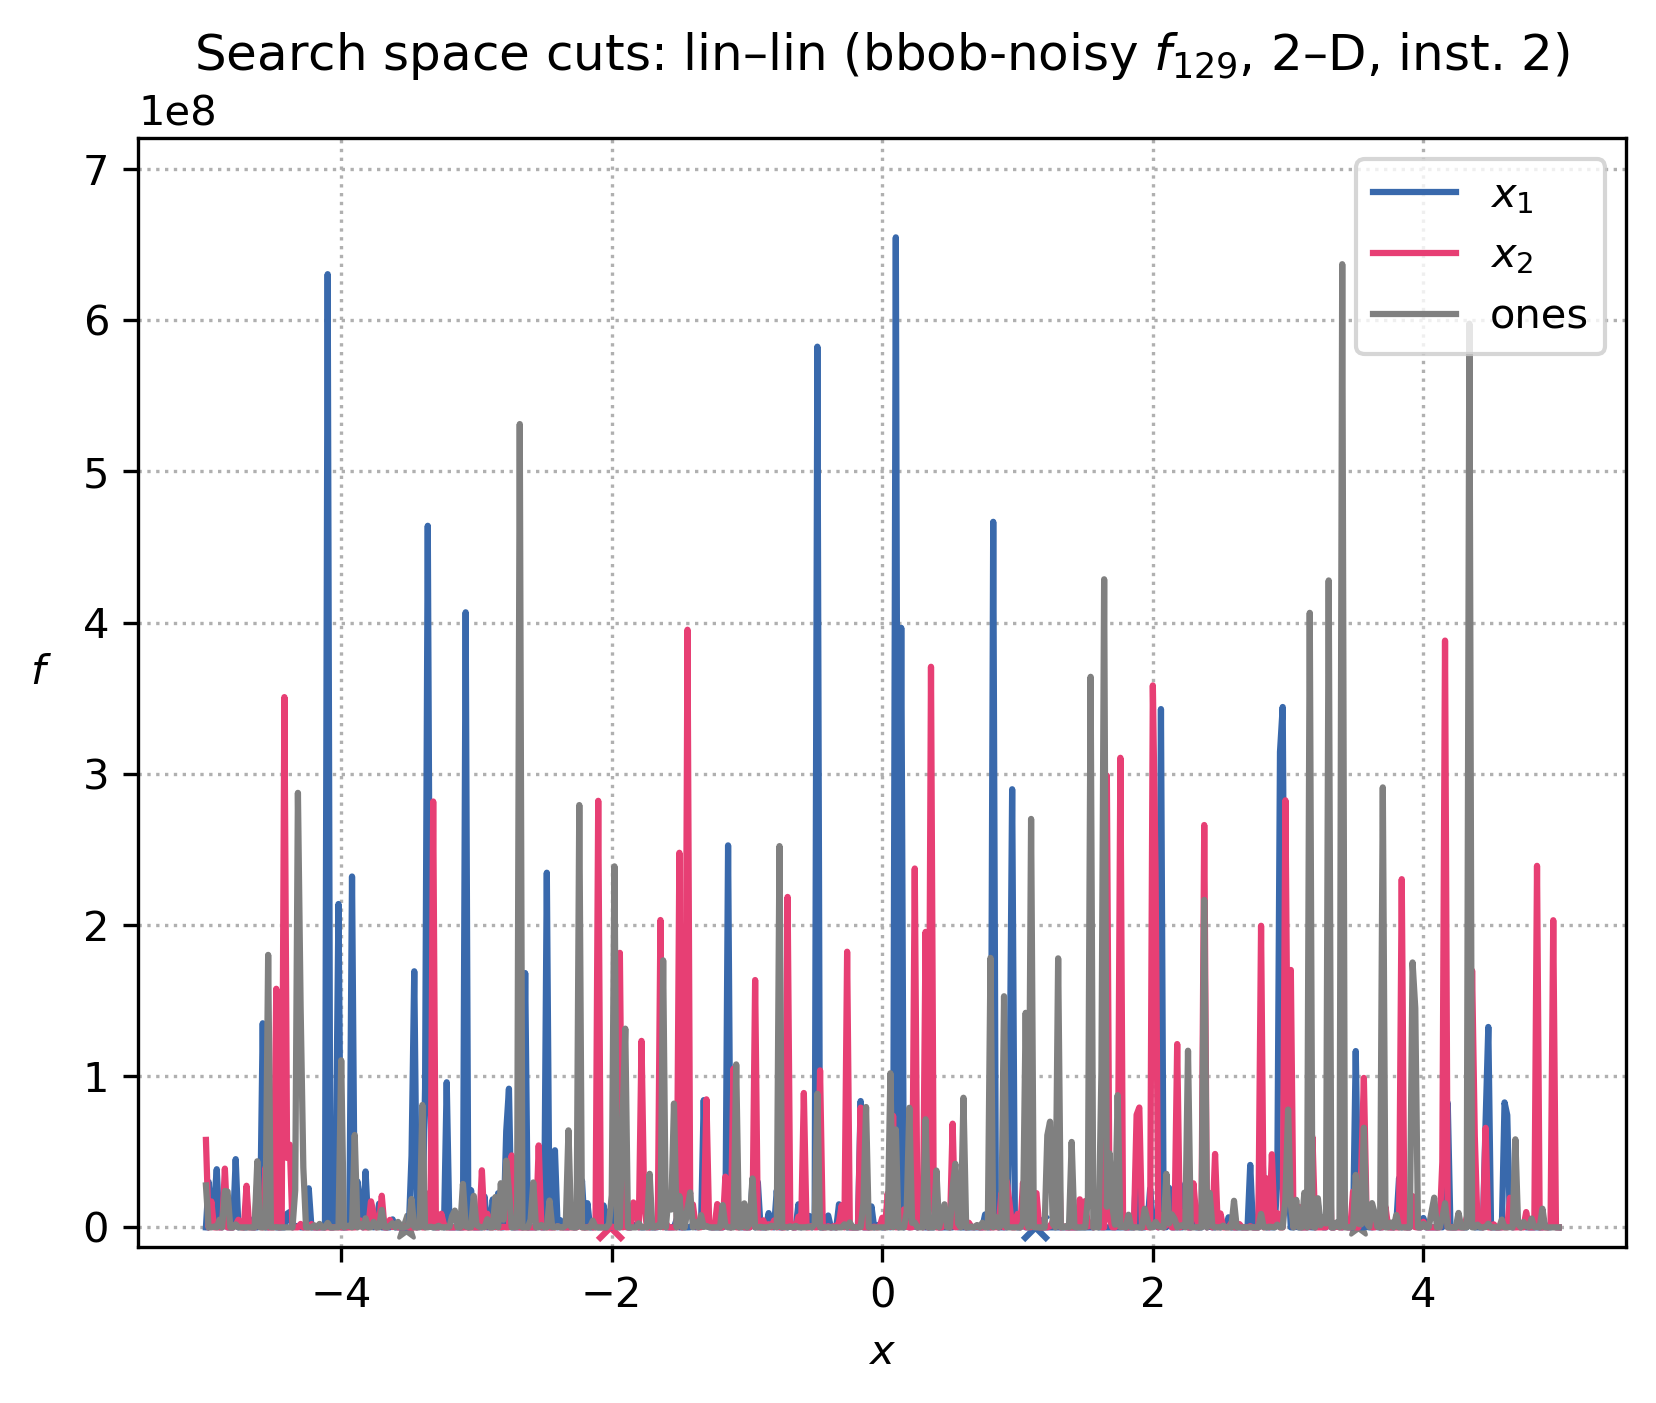 Search space cuts: lin–lin (bbob-noisy f₁₂₉, 2–D, inst. 2)
1e8
7
6
5
4
3
2
1
0
f
x₁
x₂
ones
−4 −2 0 2 4
x